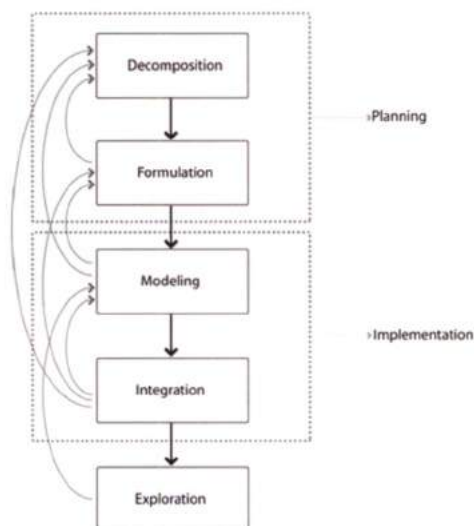 Decomposition
Planning
Formulation
Modeling
Implementation
Integration
Exploration